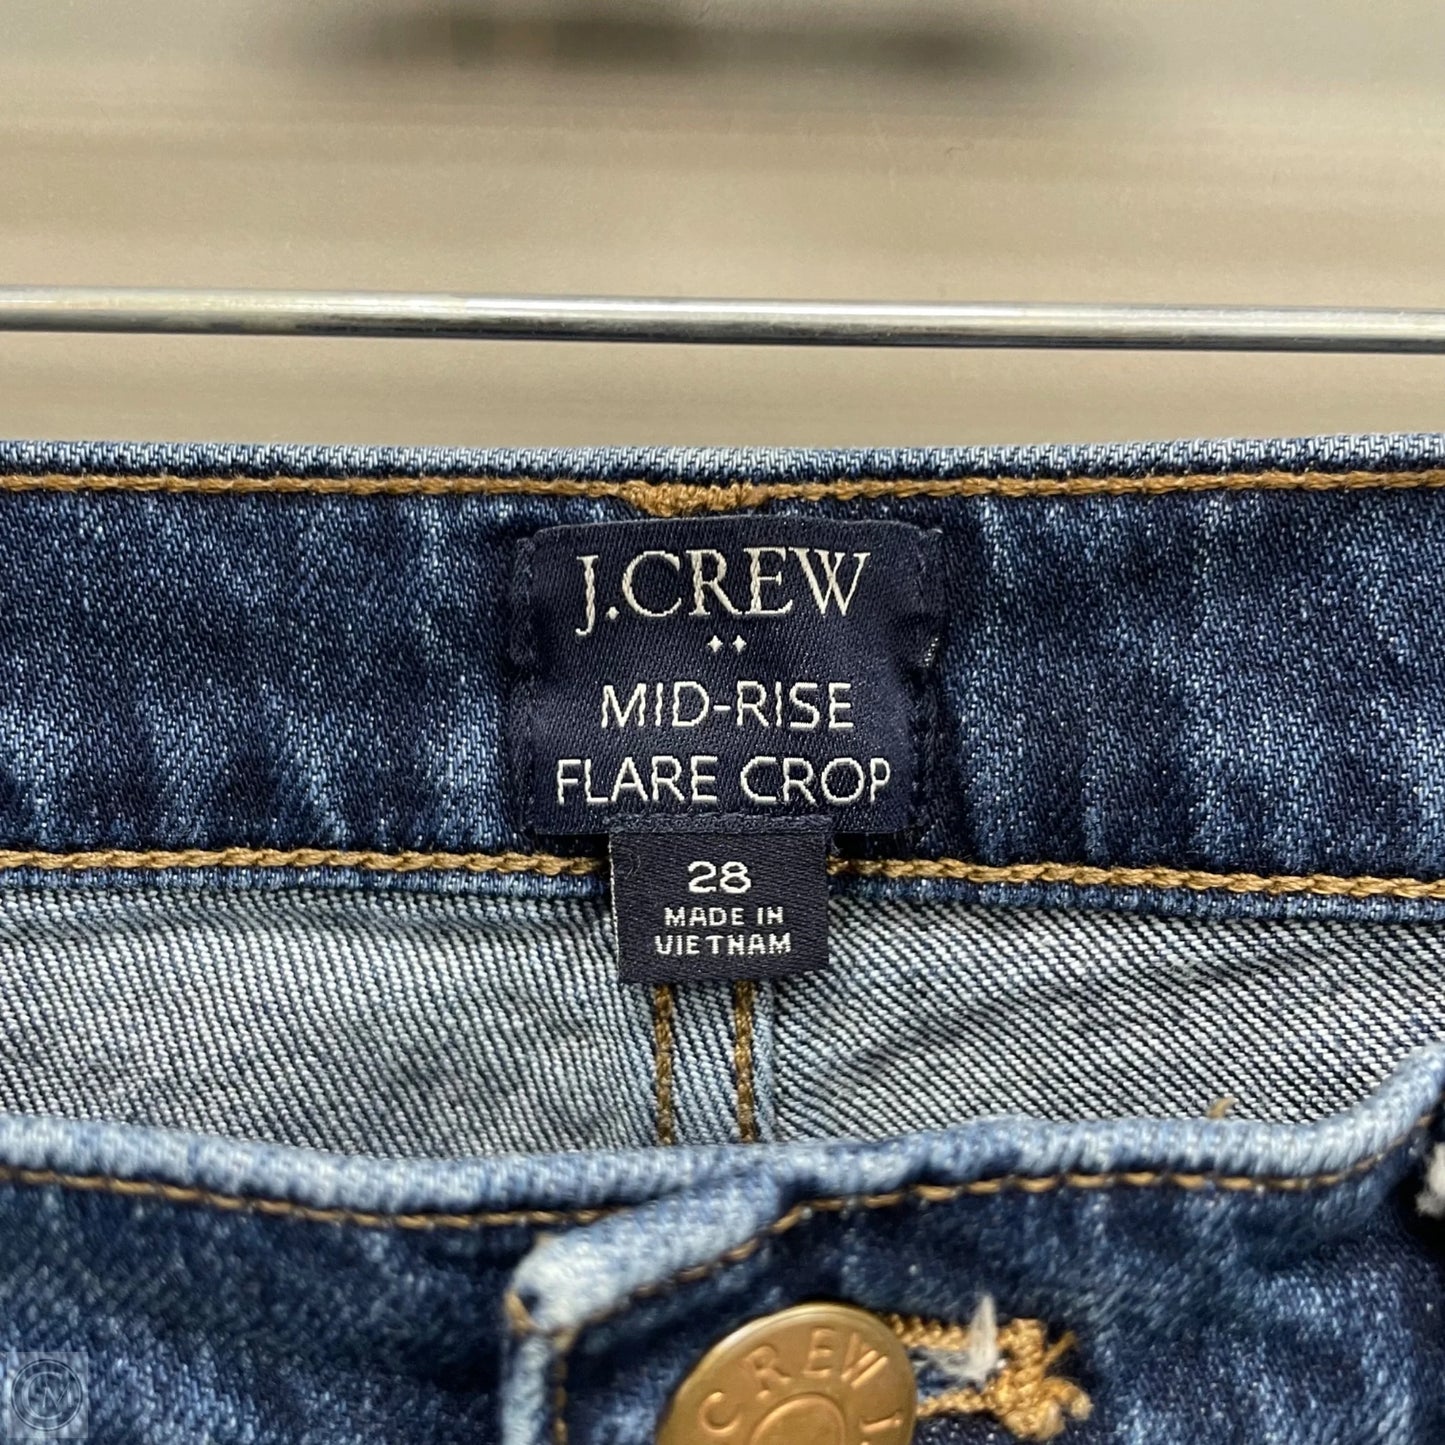 J.CREW
MID-RISE
FLARE CROP
28
MADE IN
VIETNAM
CREW J